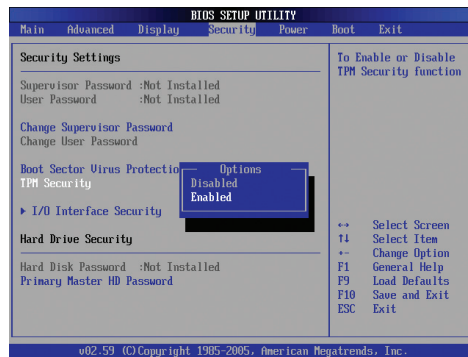 BIOS SETUP UTILITY
Main Advanced Display Security Power Boot Exit
Security Settings
Supervisor Password :Not Installed
User Password :Not Installed
Change Supervisor Password
Change User Password
Boot Sector Virus Protectio
TPM Security
▶ I/O Interface Security
Options
Disabled
Enabled
Hard Drive Security
Hard Disk Password :Not Installed
Primary Master HD Password
To Enable or Disable
TPM Security function
↔ Select Screen
↑↓ Select Item
+- Change Option
F1 General Help
F9 Load Defaults
F10 Save and Exit
ESC Exit
v02.59 (C)Copyright 1985-2005, American Megatrends, Inc.